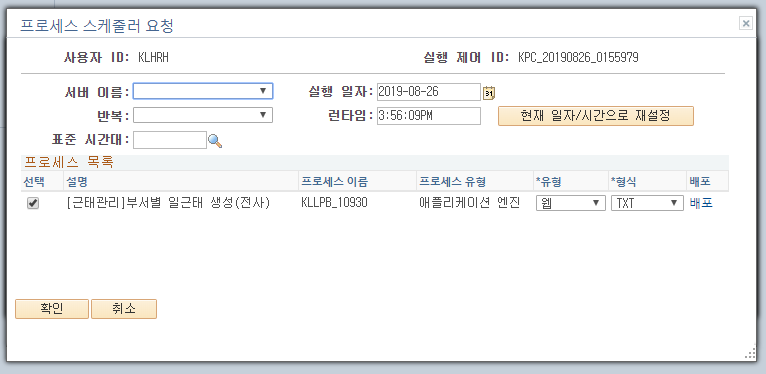 프로세스 스케줄러 요청
사용자 ID: KLHRH 실행 제어 ID: KPC_20190826_0155979
서버 이름: 실행 일자: 2019-08-26 31
반복: 런타임: 3:56:09PM 현재 일자/시간으로 재설정
표준 시간대:
프로세스 목록
선택 설명 프로세스 이름 프로세스 유형 *유형 *형식 배포
[근태관리]부서별 일근태 생성(전사) KLLPB_10930 애플리케이션 엔진 웹 TXT 배포
확인 취소